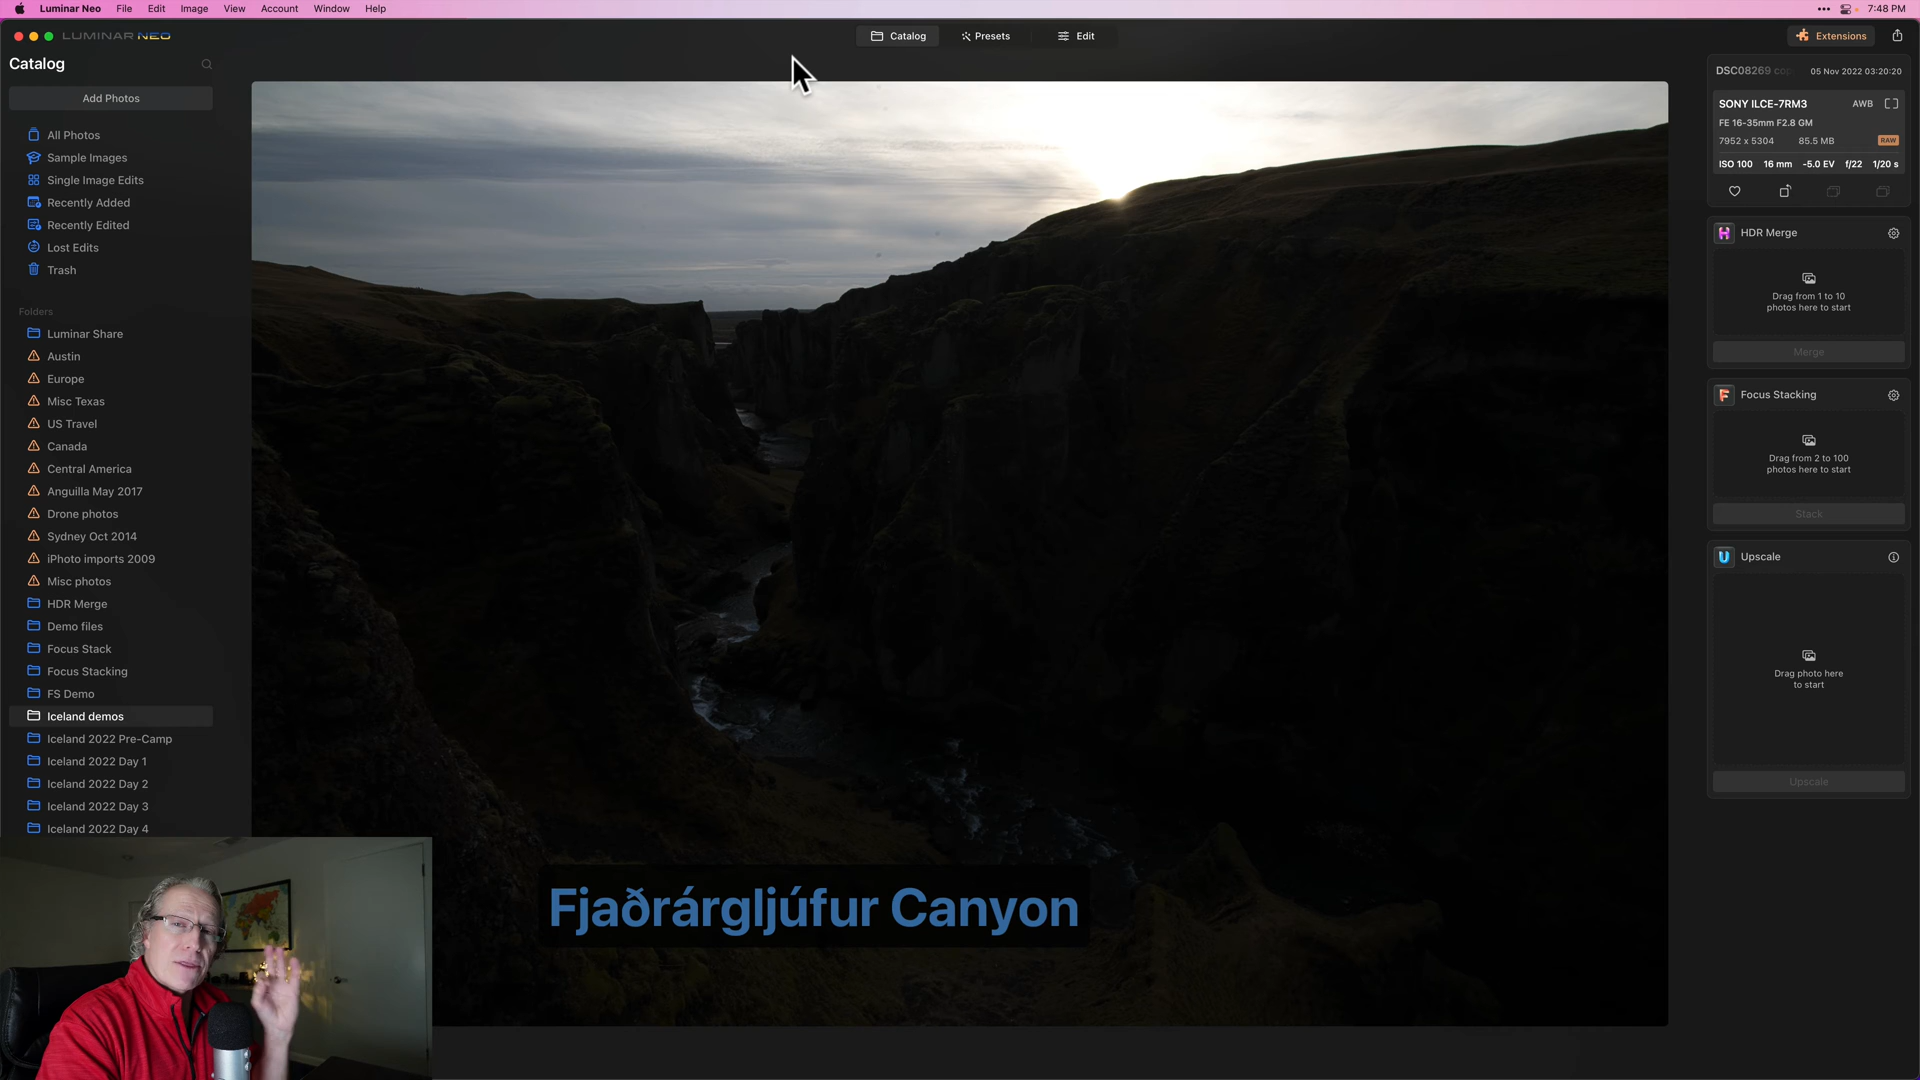 Luminar Neo File Edit Image View Account Window Help 7:48 PM
LUMINAR NEO Catalog Presets Edit Extensions
Catalog
Add Photos
All Photos
Sample Images
Single Image Edits
Recently Added
Recently Edited
Lost Edits
Trash
Folders
Luminar Share
Austin
Europe
Misc Texas
US Travel
Canada
Central America
Anguilla May 2017
Drone photos
Sydney Oct 2014
iPhoto imports 2009
Misc photos
HDR Merge
Demo files
Focus Stack
Focus Stacking
FS Demo
Iceland demos
Iceland 2022 Pre-Camp
Iceland 2022 Day 1
Iceland 2022 Day 2
Iceland 2022 Day 3
Iceland 2022 Day 4
Fjaðrárgljúfur Canyon
DSC08269 cop 05 Nov 2022 03:20:20
SONY ILCE-7RM3 AWB
FE 16-35mm F2.8 GM
7952 x 5304 85.5 MB RAW
ISO 100 16 mm -5.0 EV f/22 1/20 s
HDR Merge
Drag from 1 to 10
photos here to start
Merge
Focus Stacking
Drag from 2 to 100
photos here to start
Stack
Upscale
Drag photo here
to start
Upscale